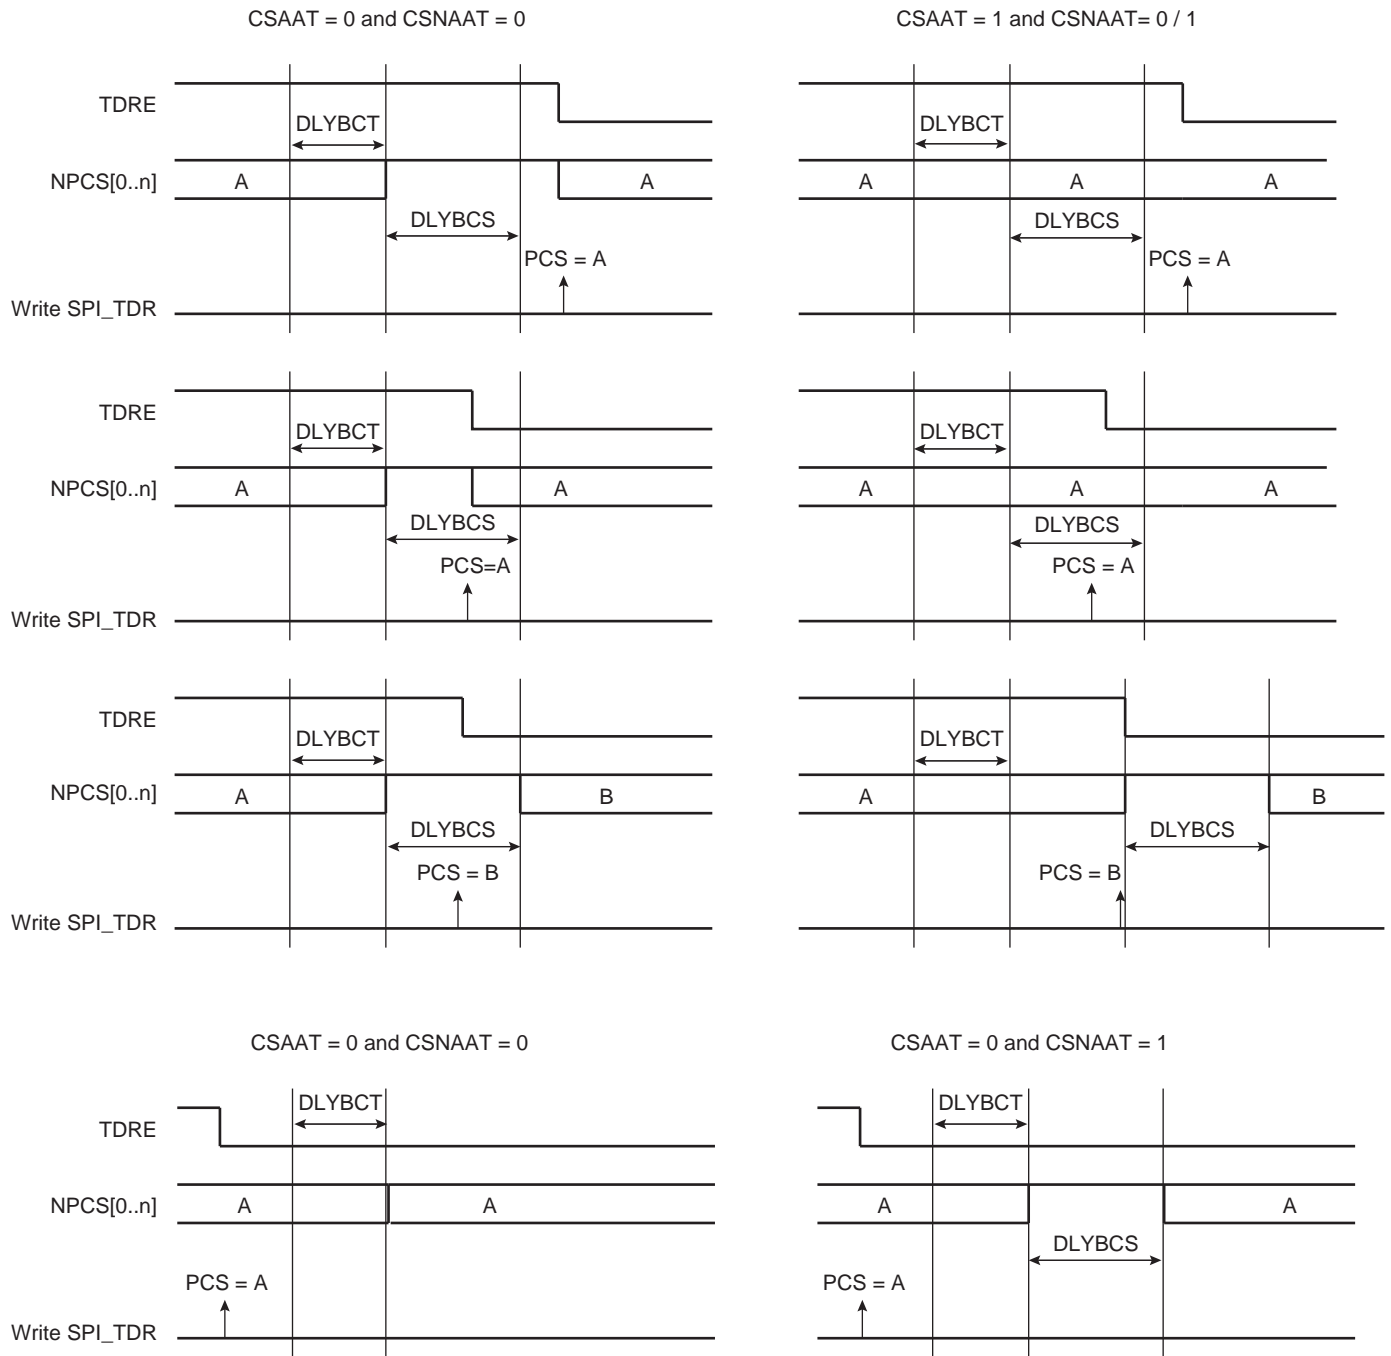 CSAAT = 0 and CSNAAT = 0
CSAAT = 1 and CSNAAT= 0 / 1
TDRE
DLYBCT
DLYBCT
NPCS[0..n]
A
A
A
A
A
DLYBCS
DLYBCS
PCS = A
PCS = A
Write SPI_TDR
TDRE
DLYBCT
DLYBCT
NPCS[0..n]
A
A
A
A
A
DLYBCS
DLYBCS
PCS=A
PCS = A
Write SPI_TDR
TDRE
DLYBCT
DLYBCT
NPCS[0..n]
A
B
A
B
DLYBCS
DLYBCS
PCS = B
PCS = B
Write SPI_TDR
CSAAT = 0 and CSNAAT = 0
CSAAT = 0 and CSNAAT = 1
DLYBCT
DLYBCT
TDRE
NPCS[0..n]
A
A
A
A
DLYBCS
PCS = A
PCS = A
Write SPI_TDR